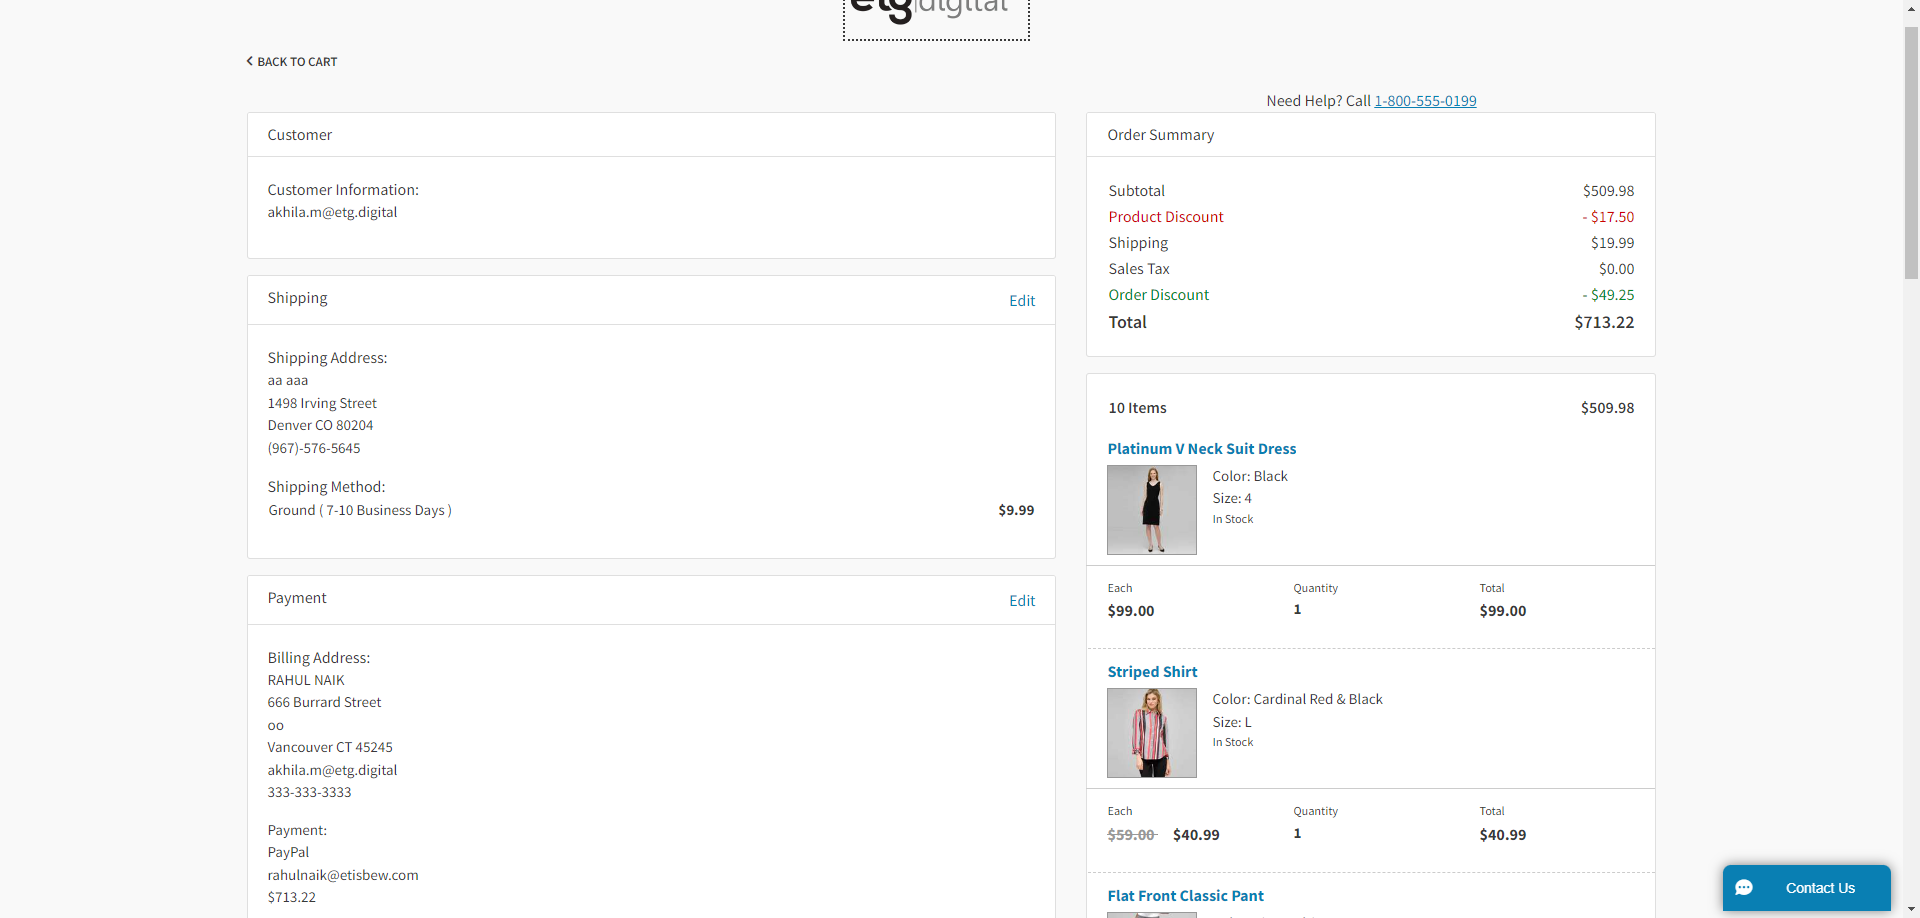 etg|digital
BACK TO CART
Need Help? Call 1-800-555-0199
Customer
Customer Information:
akhila.m@etg.digital
Shipping
Edit
Shipping Address:
aa aaa
1498 Irving Street
Denver CO 80204
(967)-576-5645
Shipping Method:
Ground ( 7-10 Business Days ) $9.99
Payment
Edit
Billing Address:
RAHUL NAIK
666 Burrard Street
oo
Vancouver CT 45245
akhila.m@etg.digital
333-333-3333
Payment:
PayPal
rahulnaik@etisbew.com
$713.22
Order Summary
Subtotal $509.98
Product Discount - $17.50
Shipping $19.99
Sales Tax $0.00
Order Discount - $49.25
Total $713.22
10 Items $509.98
Platinum V Neck Suit Dress
Color: Black
Size: 4
In Stock
Each Quantity Total
$99.00 1 $99.00
Striped Shirt
Color: Cardinal Red & Black
Size: L
In Stock
Each Quantity Total
$59.00 $40.99 1 $40.99
Flat Front Classic Pant
Contact Us